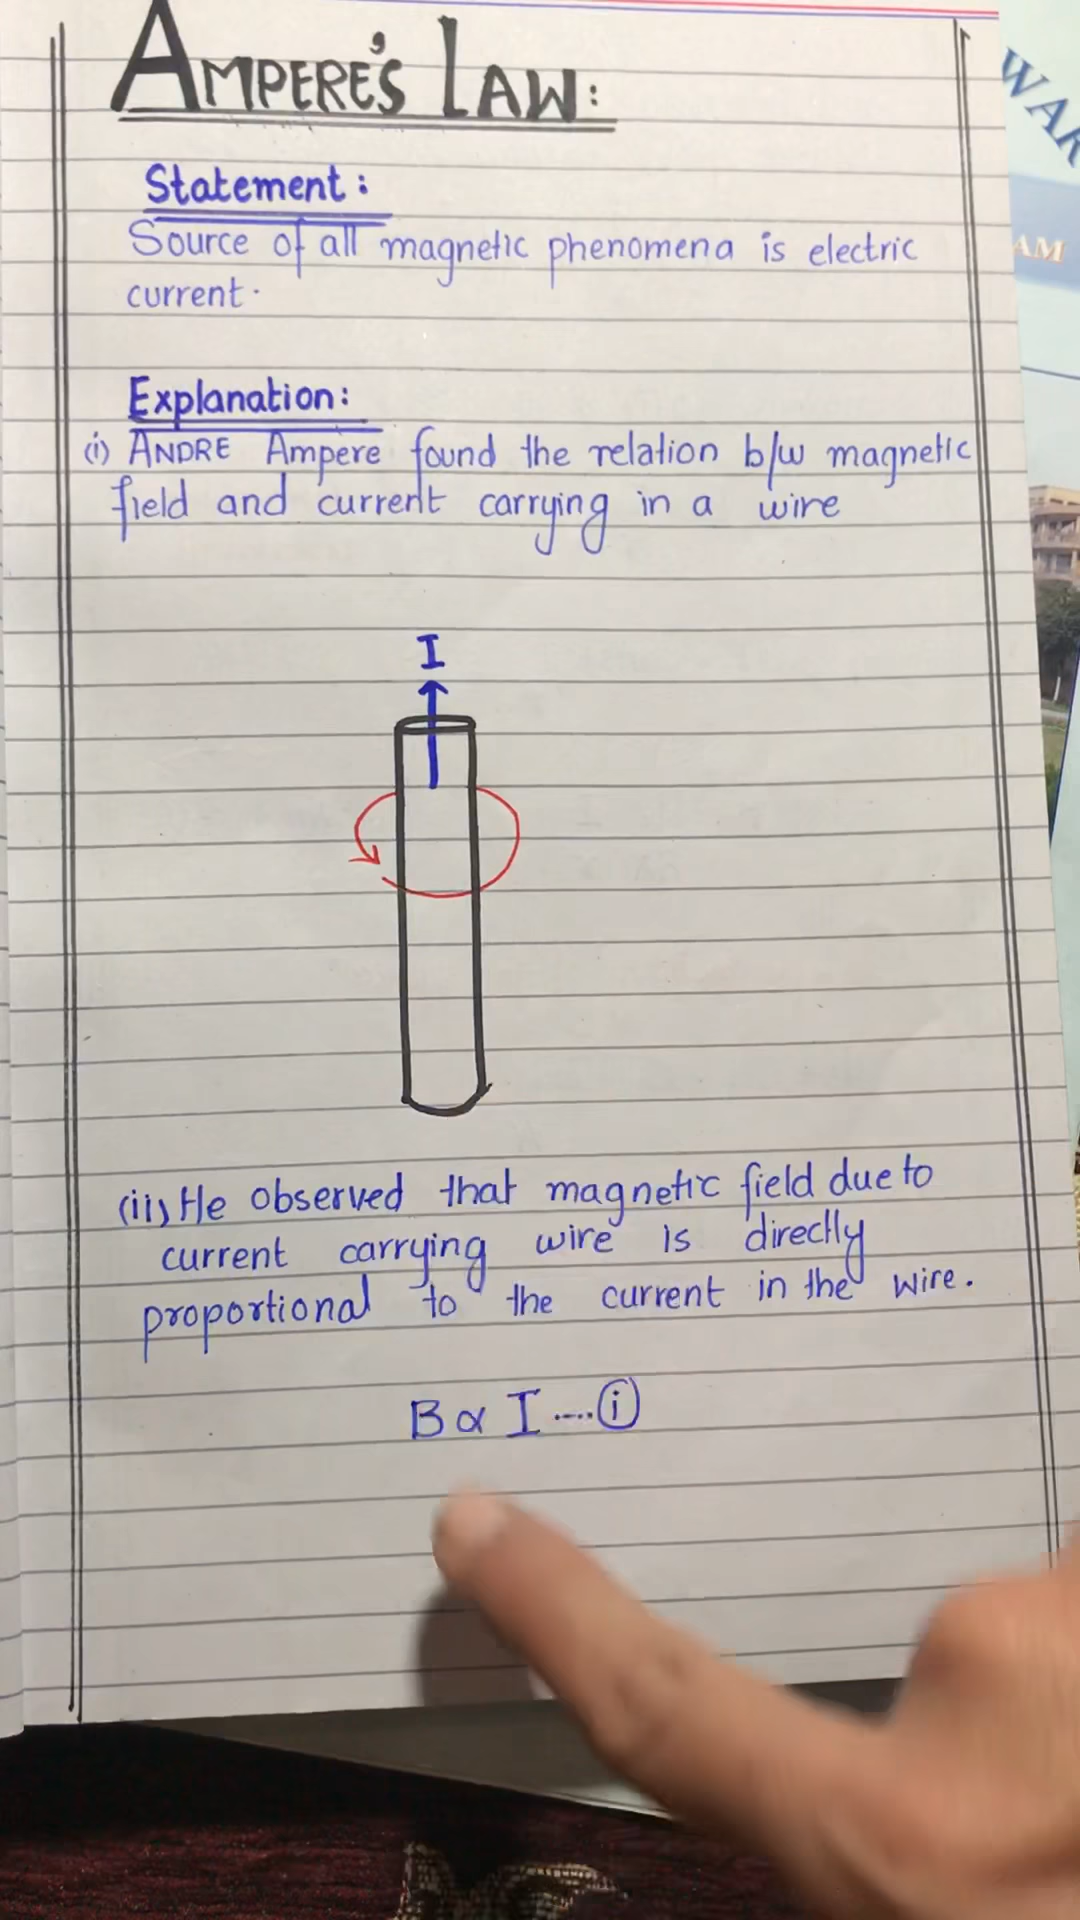 AMPERE'S LAW:
Statement:
Source of all magnetic phenomena is electric
current.
Explanation:
(i) ANDRE Ampere found the relation b/w magnetic
field and current carrying in a wire
I
(ii) He observed that magnetic field due to
current carrying wire is directly
proportional to the current in the wire.
B ∝ I ....(i)
WAR
AM